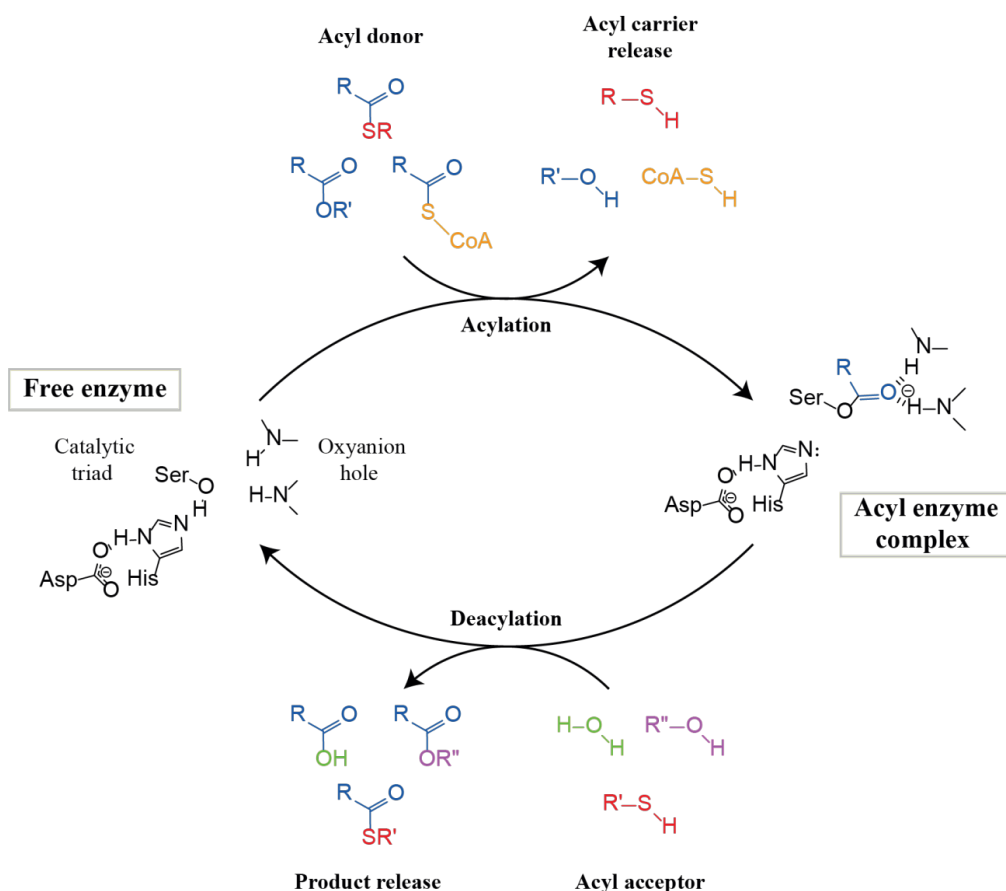 Acyl donor
Acyl carrier
release
R
O
SR
R
O
OR'
R
O
S
CoA
R
S
H
R'
O
H
CoA
S
H
Acylation
Free enzyme
Catalytic
triad
Oxyanion
hole
H
N
H
N
Ser
O
H
N
H
N
O
O
Asp
His
H
N
H
N
R
O
Ser
O
H
N
N:
O
O
Asp
His
Acyl enzyme
complex
Deacylation
R
O
OH
R
O
OR"
R
O
SR'
H
O
H
R"
O
H
R'
S
H
Product release
Acyl acceptor